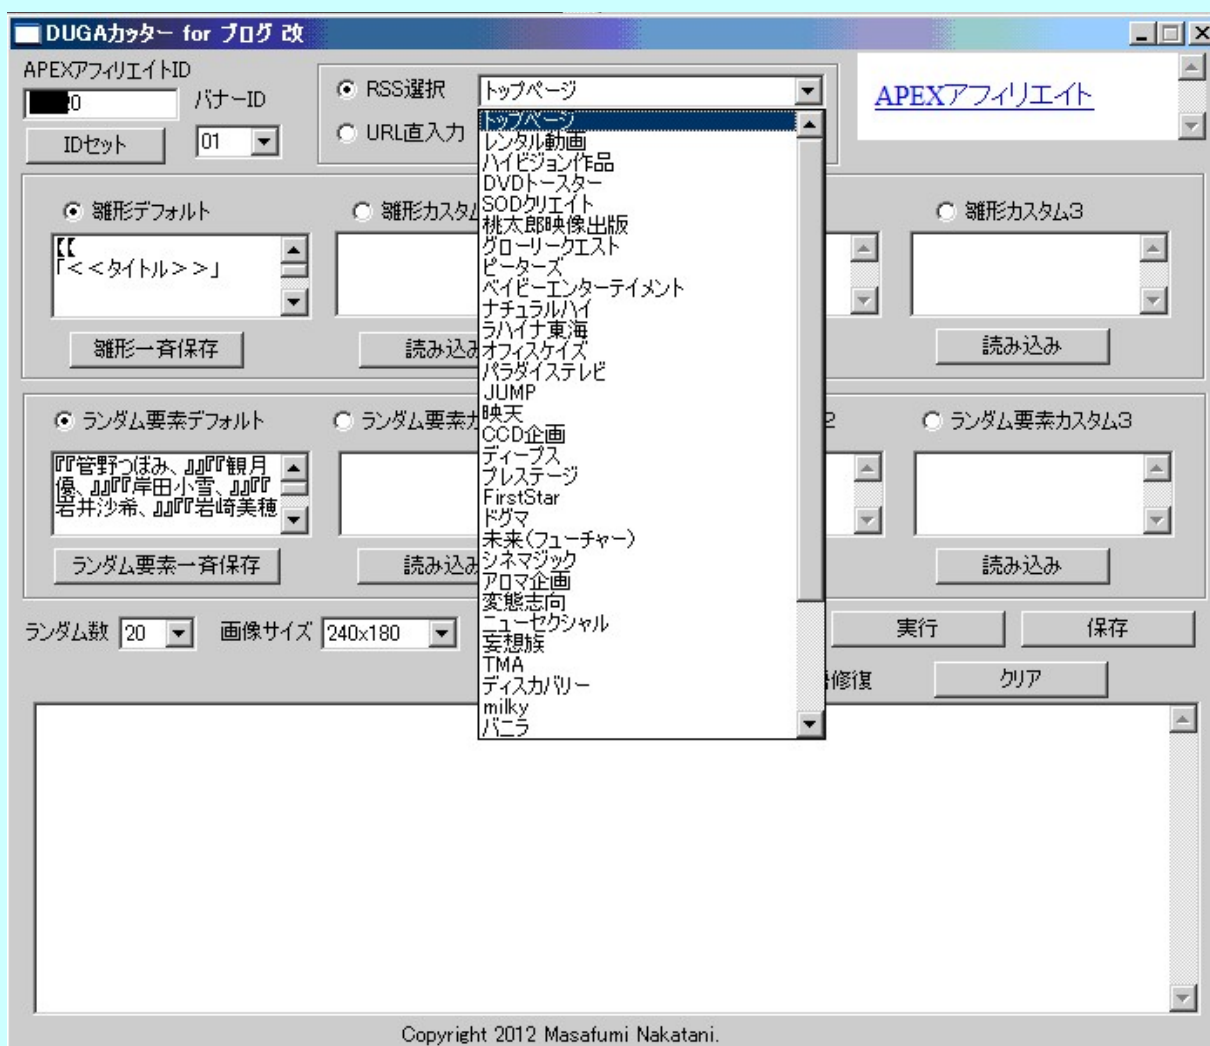 DUGAカッター for ブログ 改
APEXアフィリエイトID
0
バナーID
IDセット
01
RSS選択
トップページ
URL直入力
APEXアフィリエイト
トップページ
レンタル動画
ハイビジョン作品
DVDトースター
SODクリエイト
桃太郎映像出版
グローリークエスト
ピーターズ
ベイビーエンターテイメント
ナチュラルハイ
ラハイナ東海
オフィスケイズ
パラダイステレビ
JUMP
映天
CCD企画
ディープス
プレステージ
FirstStar
ドグマ
未来(フューチャー)
シネマジック
アロマ企画
変態志向
ニューセクシャル
妄想族
TMA
ディスカバリー
milky
バニラ
雛形デフォルト
雛形カスタム
雛形カスタム3
【【
「<<タイトル>>」
雛形一斉保存
読み込み
読み込み
ランダム要素デフォルト
ランダム要素カ
2
ランダム要素カスタム3
『『管野つぼみ、』』『『観月
優、』』『『岸田小雪、』』『『
岩井沙希、』』『『岩崎美穂
ランダム要素一斉保存
読み込み
読み込み
ランダム数
20
画像サイズ
240x180
実行
保存
修復
クリア
Copyright 2012 Masafumi Nakatani.